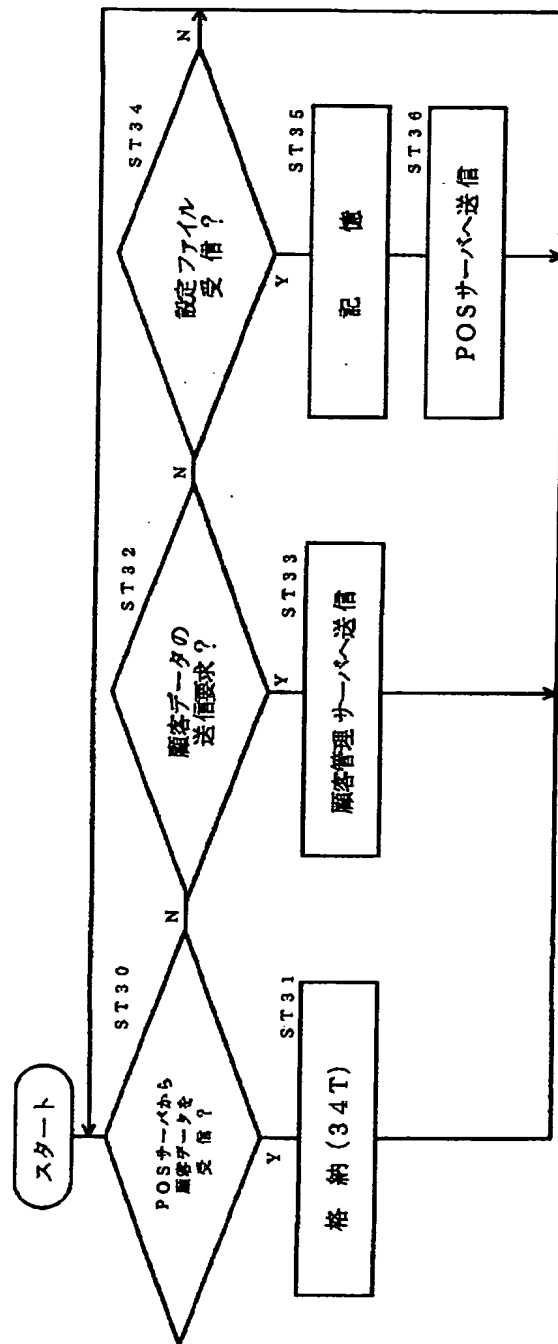 スタート
ST30
POSサーバから
顧客データを
受信?
N
Y
ST31
格 納(34T)
ST32
顧客データの
送信要求?
N
Y
ST33
顧客管理サーバへ送信
ST34
設定ファイル
受 信?
N
Y
ST35
記 憶
ST36
POSサーバへ送信